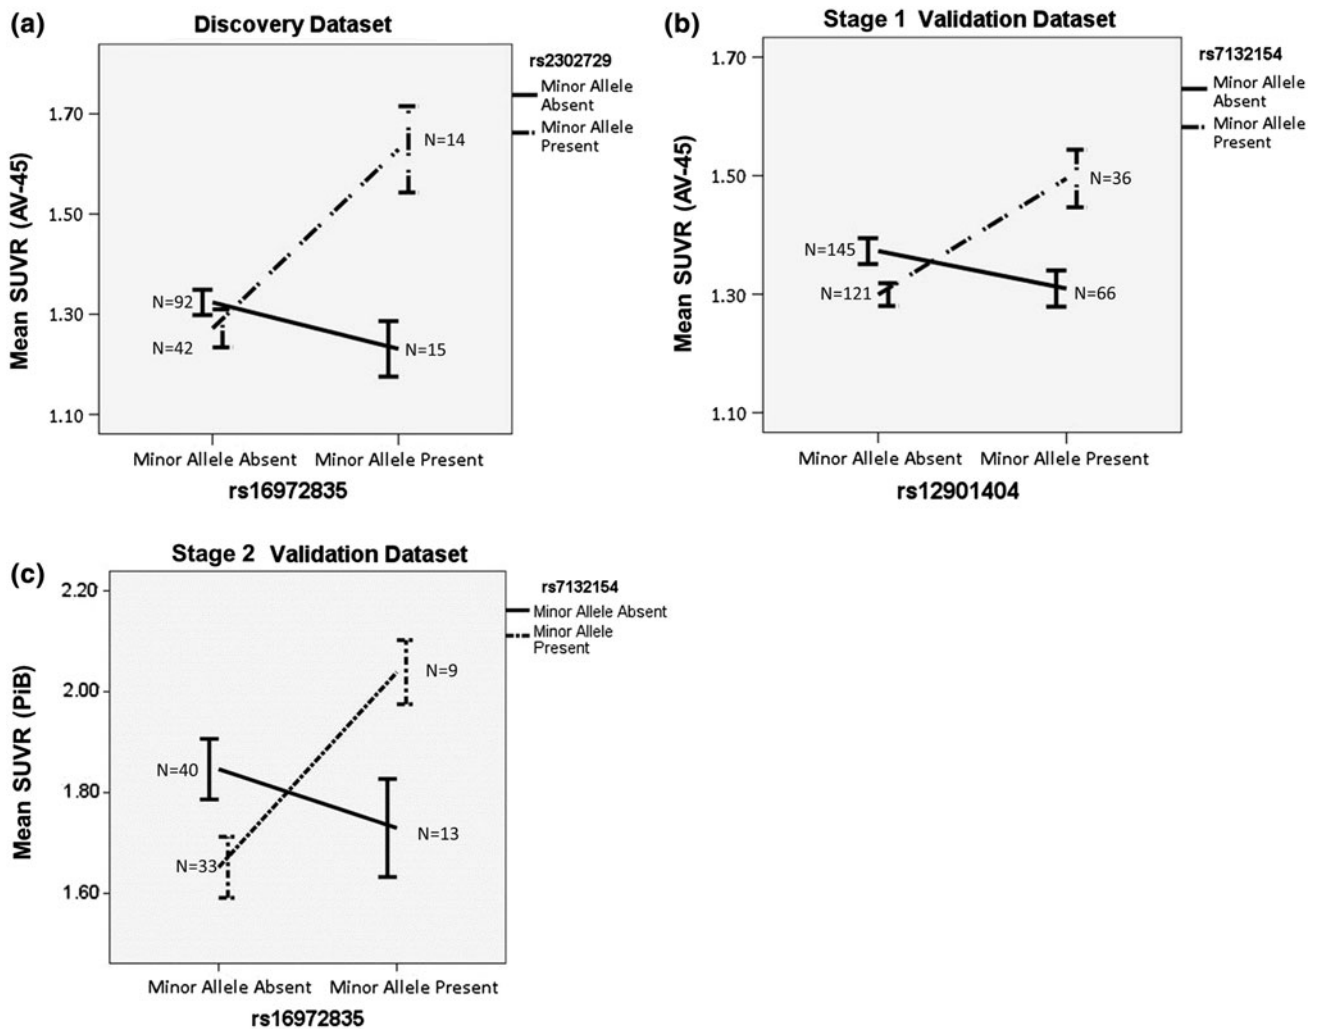 (a)
Discovery Dataset
rs2302729
Minor Allele
Absent
Minor Allele
Present
Mean SUVR (AV-45)
1.70
1.50
1.30
1.10
N=14
N=92
N=42
N=15
Minor Allele Absent Minor Allele Present
rs16972835
(b)
Stage 1 Validation Dataset
rs7132154
Minor Allele
Absent
Minor Allele
Present
Mean SUVR (AV-45)
1.70
1.50
1.30
1.10
N=36
N=145
N=121
N=66
Minor Allele Absent Minor Allele Present
rs12901404
(c)
Stage 2 Validation Dataset
rs7132154
Minor Allele Absent
Minor Allele
Present
Mean SUVR (PiB)
2.20
2.00
1.80
1.60
N=9
N=40
N=13
N=33
Minor Allele Absent Minor Allele Present
rs16972835